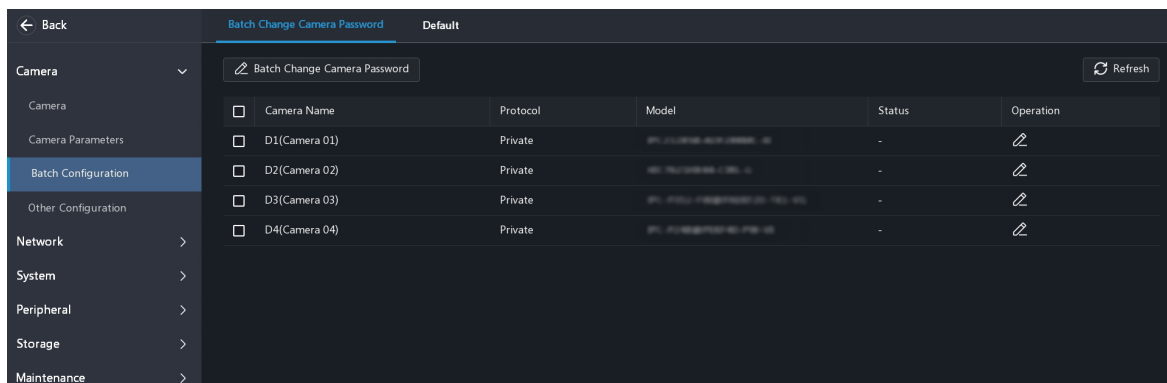 Back
Batch Change Camera Password Default
Camera
Batch Change Camera Password Refresh
Camera
Camera Name Protocol Model Status Operation
Camera Parameters
D1(Camera 01) Private -
Batch Configuration
D2(Camera 02) Private -
Other Configuration
D3(Camera 03) Private -
Network
D4(Camera 04) Private -
System
Peripheral
Storage
Maintenance